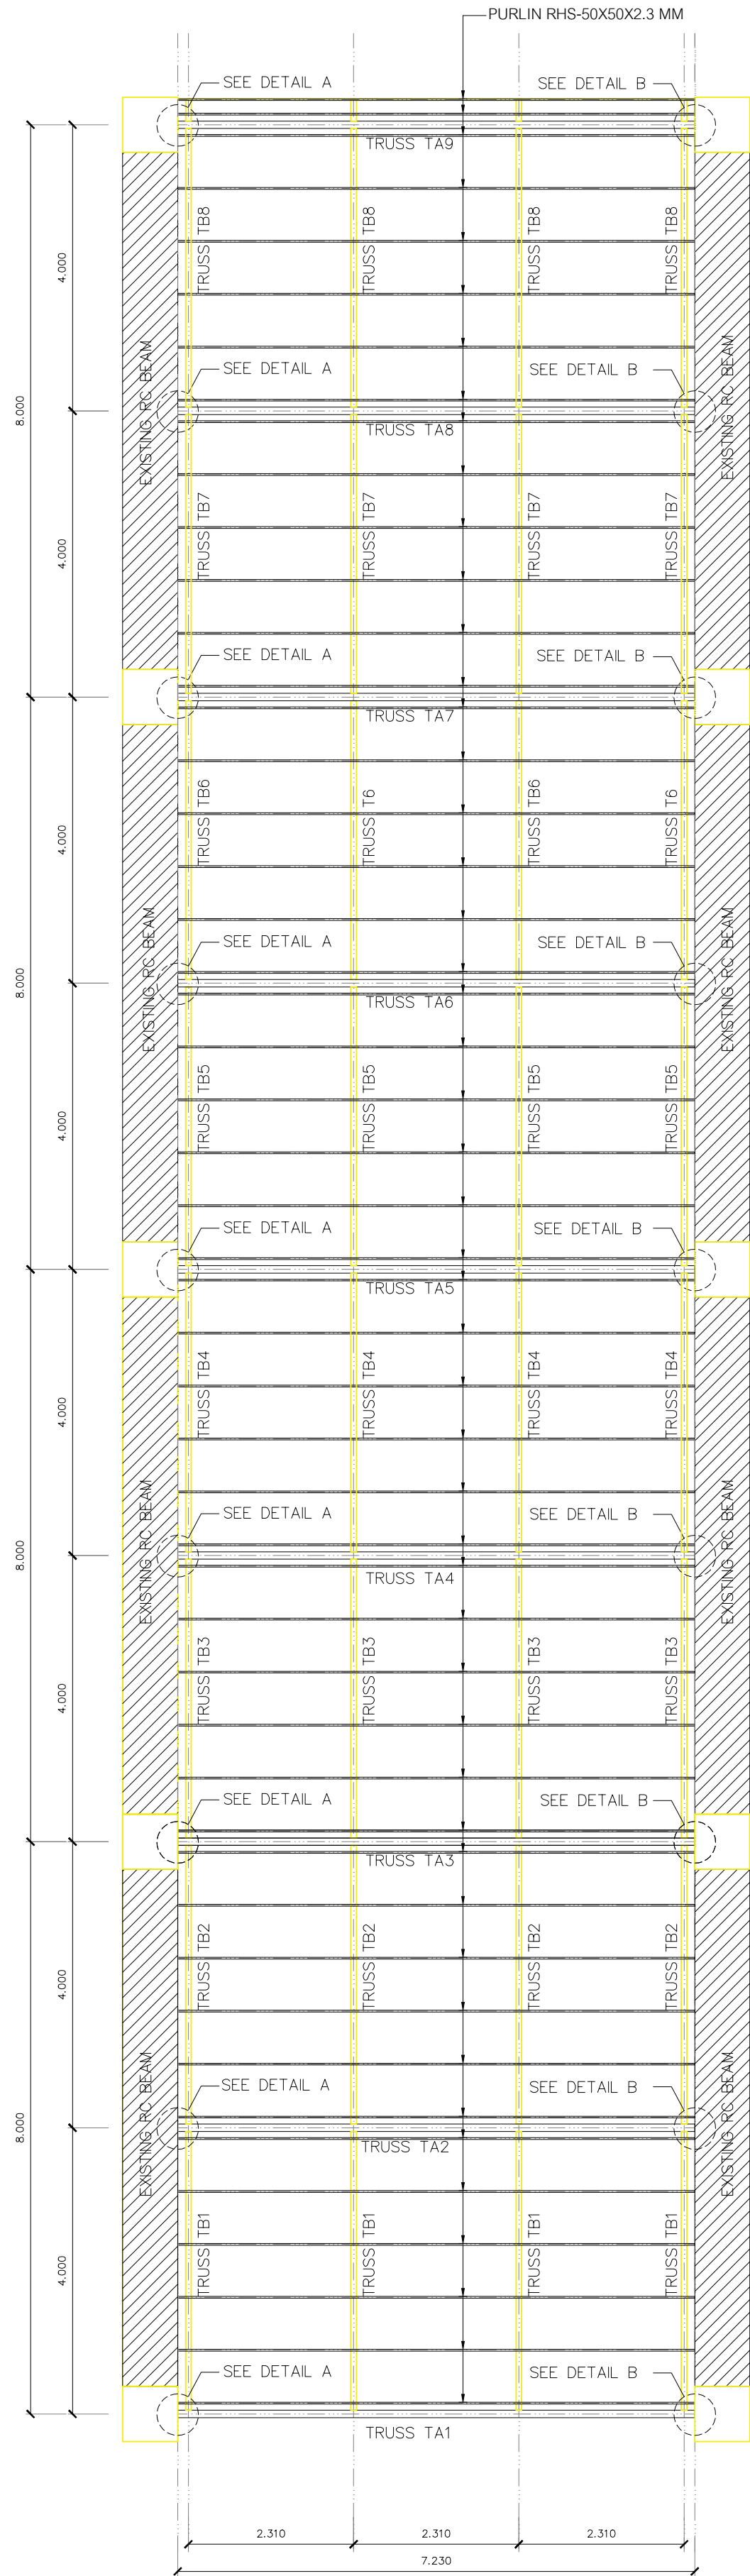 PURLIN RHS-50X50X2.3 MM
SEE DETAIL A
SEE DETAIL B
TRUSS TA9
4.000
TRUSS TB8
TRUSS TB8
TRUSS TB8
TRUSS TB8
8.000
EXISTING RC BEAM
EXISTING RC BEAM
SEE DETAIL A
SEE DETAIL B
TRUSS TA8
4.000
TRUSS TB7
TRUSS TB7
TRUSS TB7
TRUSS TB7
SEE DETAIL A
SEE DETAIL B
TRUSS TA7
4.000
TRUSS TB6
TRUSS T6
TRUSS TB6
TRUSS T6
8.000
EXISTING RC BEAM
EXISTING RC BEAM
SEE DETAIL A
SEE DETAIL B
TRUSS TA6
4.000
TRUSS TB5
TRUSS TB5
TRUSS TB5
TRUSS TB5
SEE DETAIL A
SEE DETAIL B
TRUSS TA5
4.000
TRUSS TB4
TRUSS TB4
TRUSS TB4
TRUSS TB4
8.000
EXISTING RC BEAM
EXISTING RC BEAM
SEE DETAIL A
SEE DETAIL B
TRUSS TA4
4.000
TRUSS TB3
TRUSS TB3
TRUSS TB3
TRUSS TB3
SEE DETAIL A
SEE DETAIL B
TRUSS TA3
4.000
TRUSS TB2
TRUSS TB2
TRUSS TB2
TRUSS TB2
8.000
EXISTING RC BEAM
EXISTING RC BEAM
SEE DETAIL A
SEE DETAIL B
TRUSS TA2
4.000
TRUSS TB1
TRUSS TB1
TRUSS TB1
TRUSS TB1
SEE DETAIL A
SEE DETAIL B
TRUSS TA1
2.310
2.310
2.310
7.230